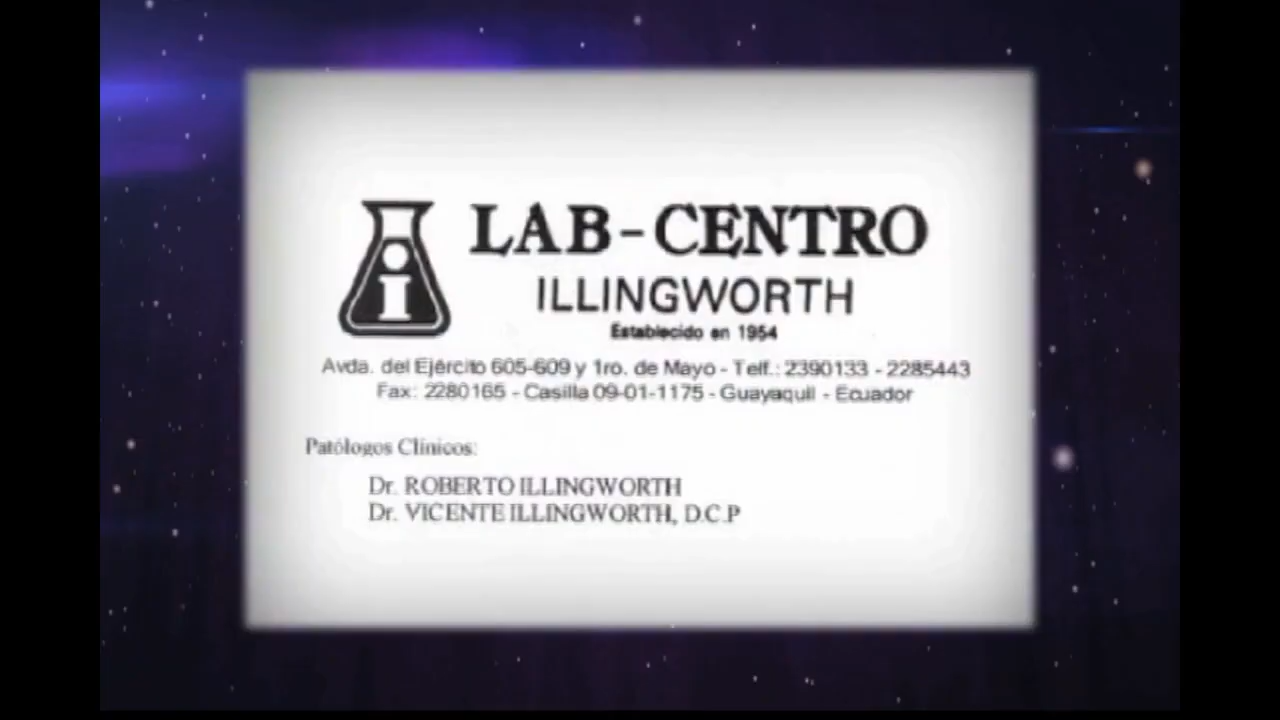 i
LAB-CENTRO
ILLINGWORTH
Establecido en 1954
Avda. del Ejército 605-609 y 1ro. de Mayo - Telf.: 2390133 - 2285443
Fax: 2280165 - Casilla 09-01-1175 - Guayaquil - Ecuador
Patólogos Clínicos:
Dr. ROBERTO ILLINGWORTH
Dr. VICENTE ILLINGWORTH, D.C.P